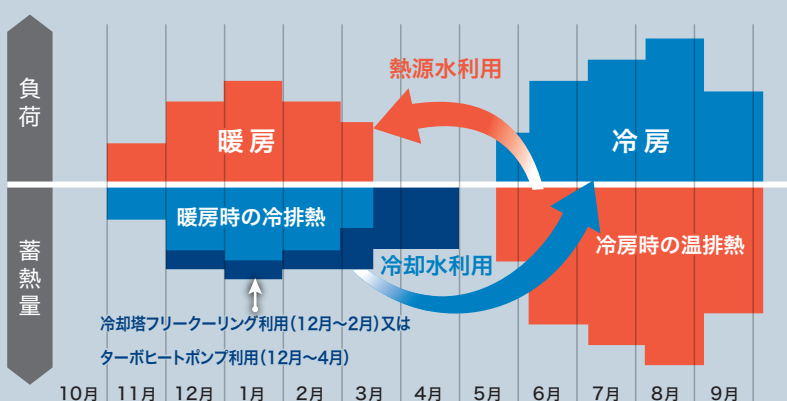 負荷
熱源水利用
暖房
冷房
蓄熱量
暖房時の冷排熱
冷房時の温排熱
冷却水利用
冷却塔フリークーリング利用(12月〜2月)又は
ターボヒートポンプ利用(12月〜4月)
10月 11月 12月 1月 2月 3月 4月 5月 6月 7月 8月 9月